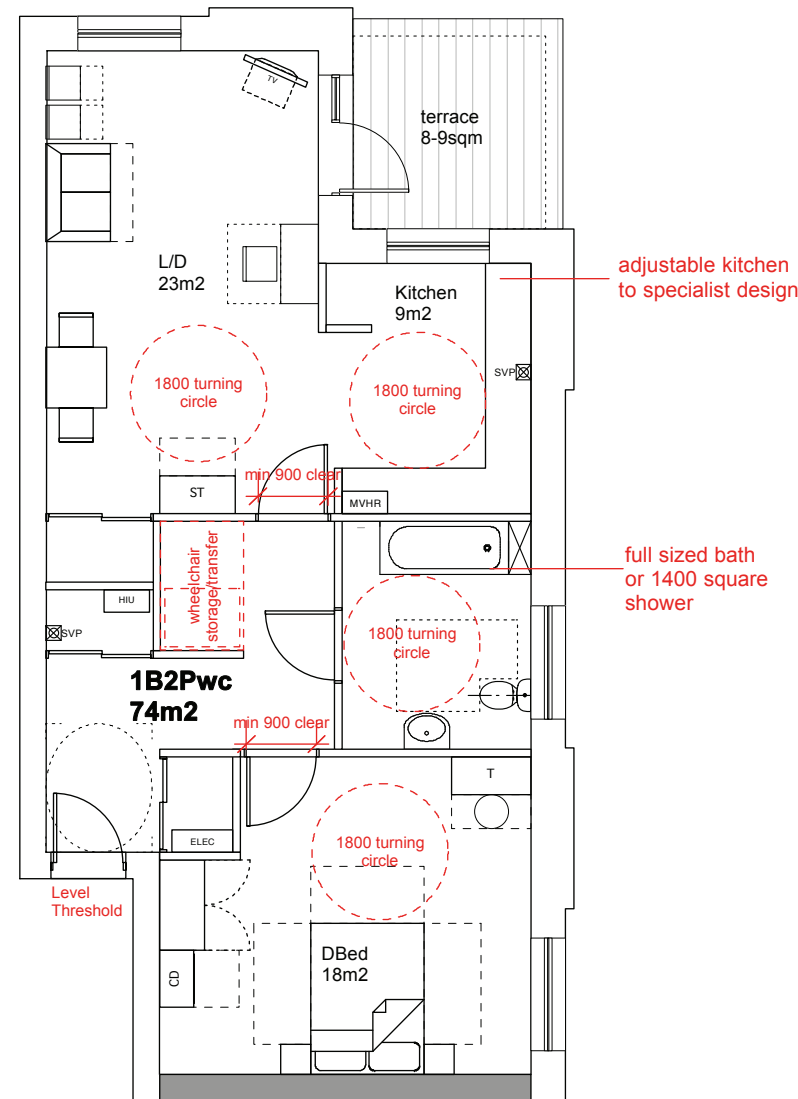 TV
terrace
8-9sqm
L/D
23m2
Kitchen
9m2
adjustable kitchen
to specialist design
SVP
1800 turning
circle
1800 turning
circle
min 900 clear
ST
MVHR
wheelchair
storage/transfer
full sized bath
or 1400 square
shower
HIU
SVP
1800 turning
circle
1B2Pwc
74m2
min 900 clear
T
ELEC
1800 turning
circle
Level
Threshold
DBed
18m2
CD